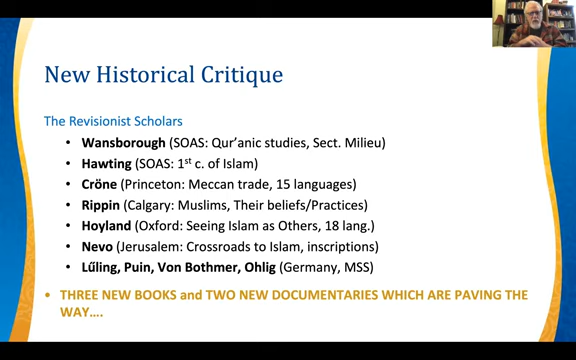 New Historical Critique
The Revisionist Scholars
• Wansborough (SOAS: Qur'anic studies, Sect. Milieu)
• Hawting (SOAS: 1st c. of Islam)
• Cröne (Princeton: Meccan trade, 15 languages)
• Rippin (Calgary: Muslims, Their beliefs/Practices)
• Hoyland (Oxford: Seeing Islam as Others, 18 lang.)
• Nevo (Jerusalem: Crossroads to Islam, inscriptions)
• Lűling, Puin, Von Bothmer, Ohlig (Germany, MSS)
• THREE NEW BOOKS and TWO NEW DOCUMENTARIES WHICH ARE PAVING THE
WAY....